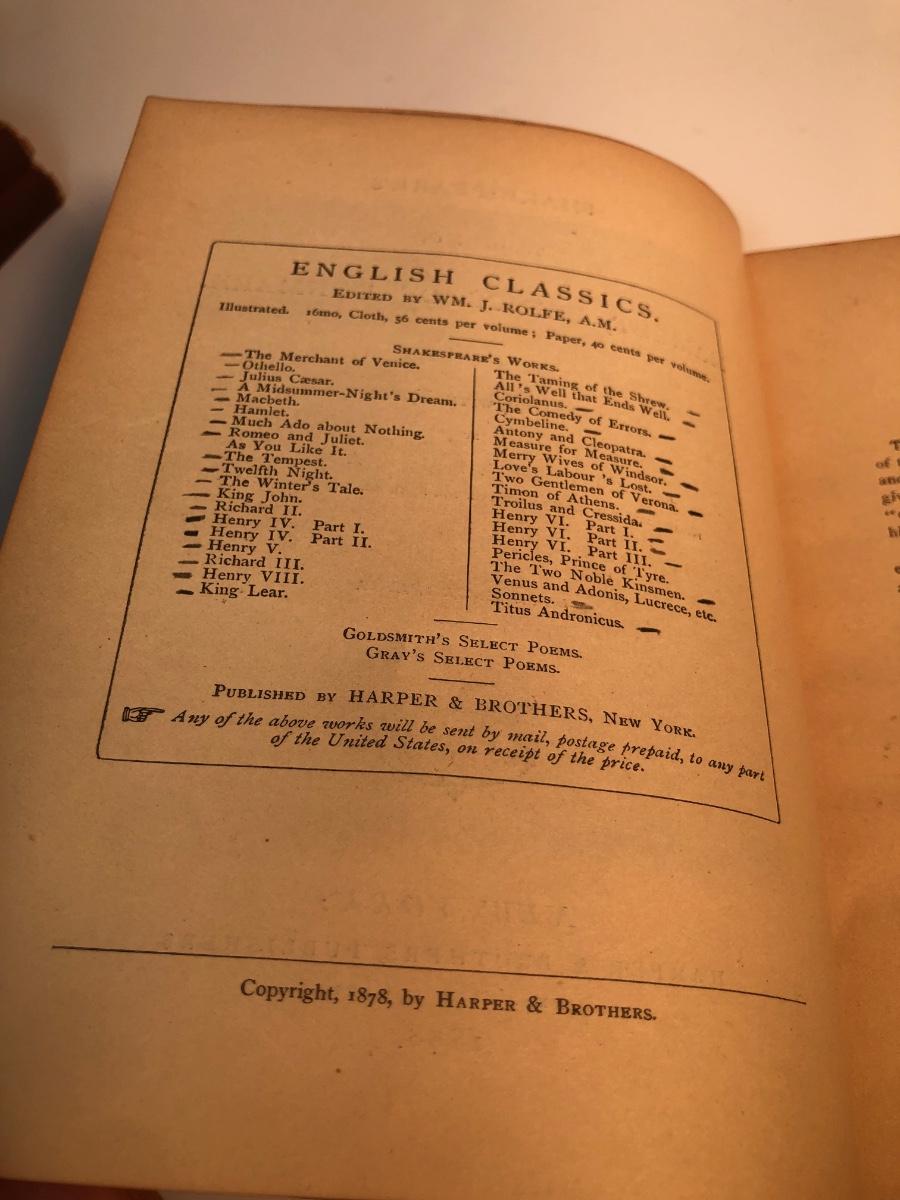 ENGLISH CLASSICS.
EDITED BY WM. J. ROLFE, A.M.
Illustrated. 16mo, Cloth, 56 cents per volume; Paper, 40 cents per volume.
SHAKESPEARE'S WORKS.
The Merchant of Venice.
Othello.
Julius Cæsar.
A Midsummer-Night's Dream.
Macbeth.
Hamlet.
Much Ado about Nothing.
Romeo and Juliet.
As You Like It.
The Tempest.
Twelfth Night.
The Winter's Tale.
King John.
Richard II.
Henry IV. Part I.
Henry IV. Part II.
Henry V.
Richard III.
Henry VIII.
King Lear.
The Taming of the Shrew.
All 's Well that Ends Well.
Coriolanus.
The Comedy of Errors.
Cymbeline.
Antony and Cleopatra.
Measure for Measure.
Merry Wives of Windsor.
Love's Labour 's Lost.
Two Gentlemen of Verona.
Timon of Athens.
Troilus and Cressida.
Henry VI. Part I.
Henry VI. Part II.
Henry VI. Part III.
Pericles, Prince of Tyre.
The Two Noble Kinsmen.
Venus and Adonis, Lucrece, etc.
Sonnets.
Titus Andronicus.
GOLDSMITH'S SELECT POEMS.
GRAY'S SELECT POEMS.
PUBLISHED BY HARPER & BROTHERS, NEW YORK.
Any of the above works will be sent by mail, postage prepaid, to any part
of the United States, on receipt of the price.
Copyright, 1878, by HARPER & BROTHERS.